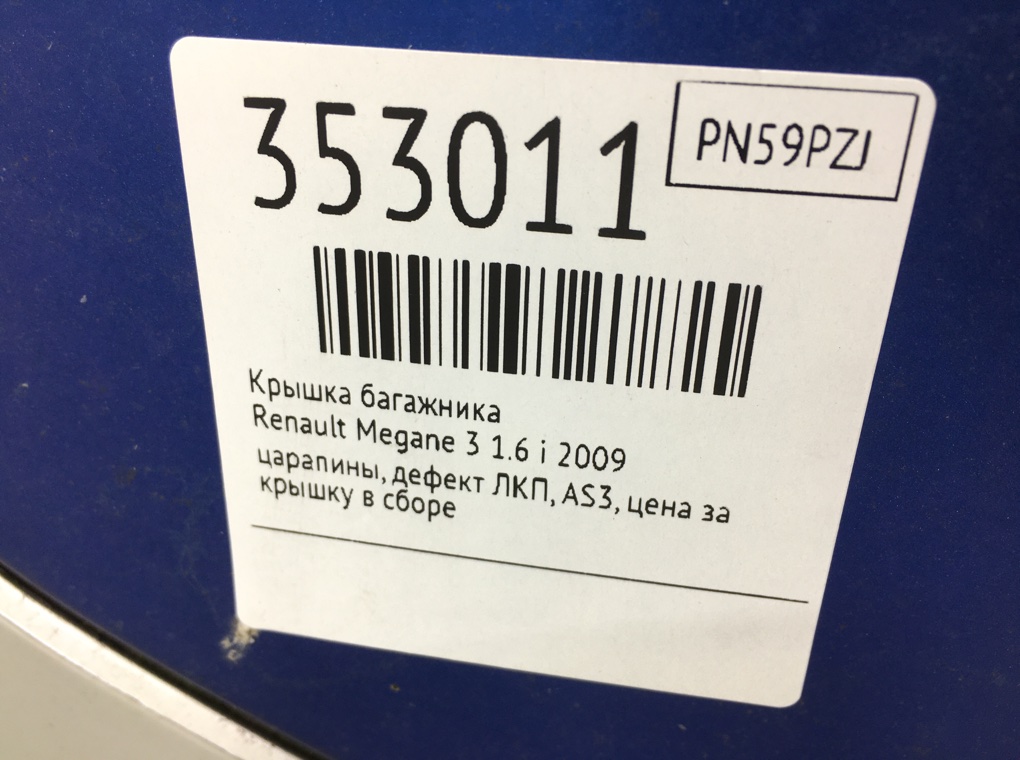 353011
PN59PZJ
Крышка багажника
Renault Megane 3 1.6 i 2009
царапины, дефект ЛКП, AS3, цена за
крышку в сборе